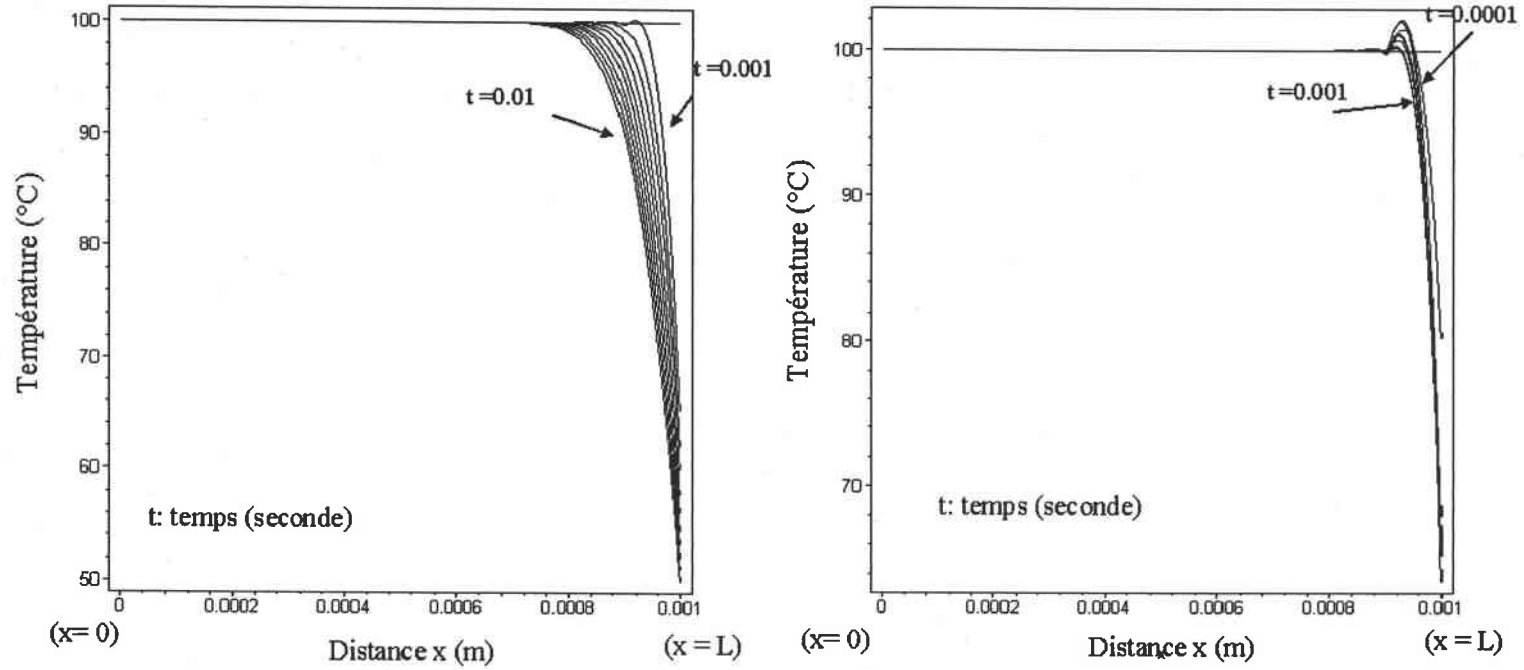 100
90
80
70
60
50
Température (°C)
t =0.01
t =0.001
t: temps (seconde)
0
0.0002
0.0004
0.0006
0.0008
0.001
(x= 0)
Distance x (m)
(x = L)
100
90
80
70
Température (°C)
t =0.0001
t =0.001
t: temps (seconde)
0
0.0002
0.0004
0.0006
0.0008
0.001
(x= 0)
Distance x (m)
(x = L)